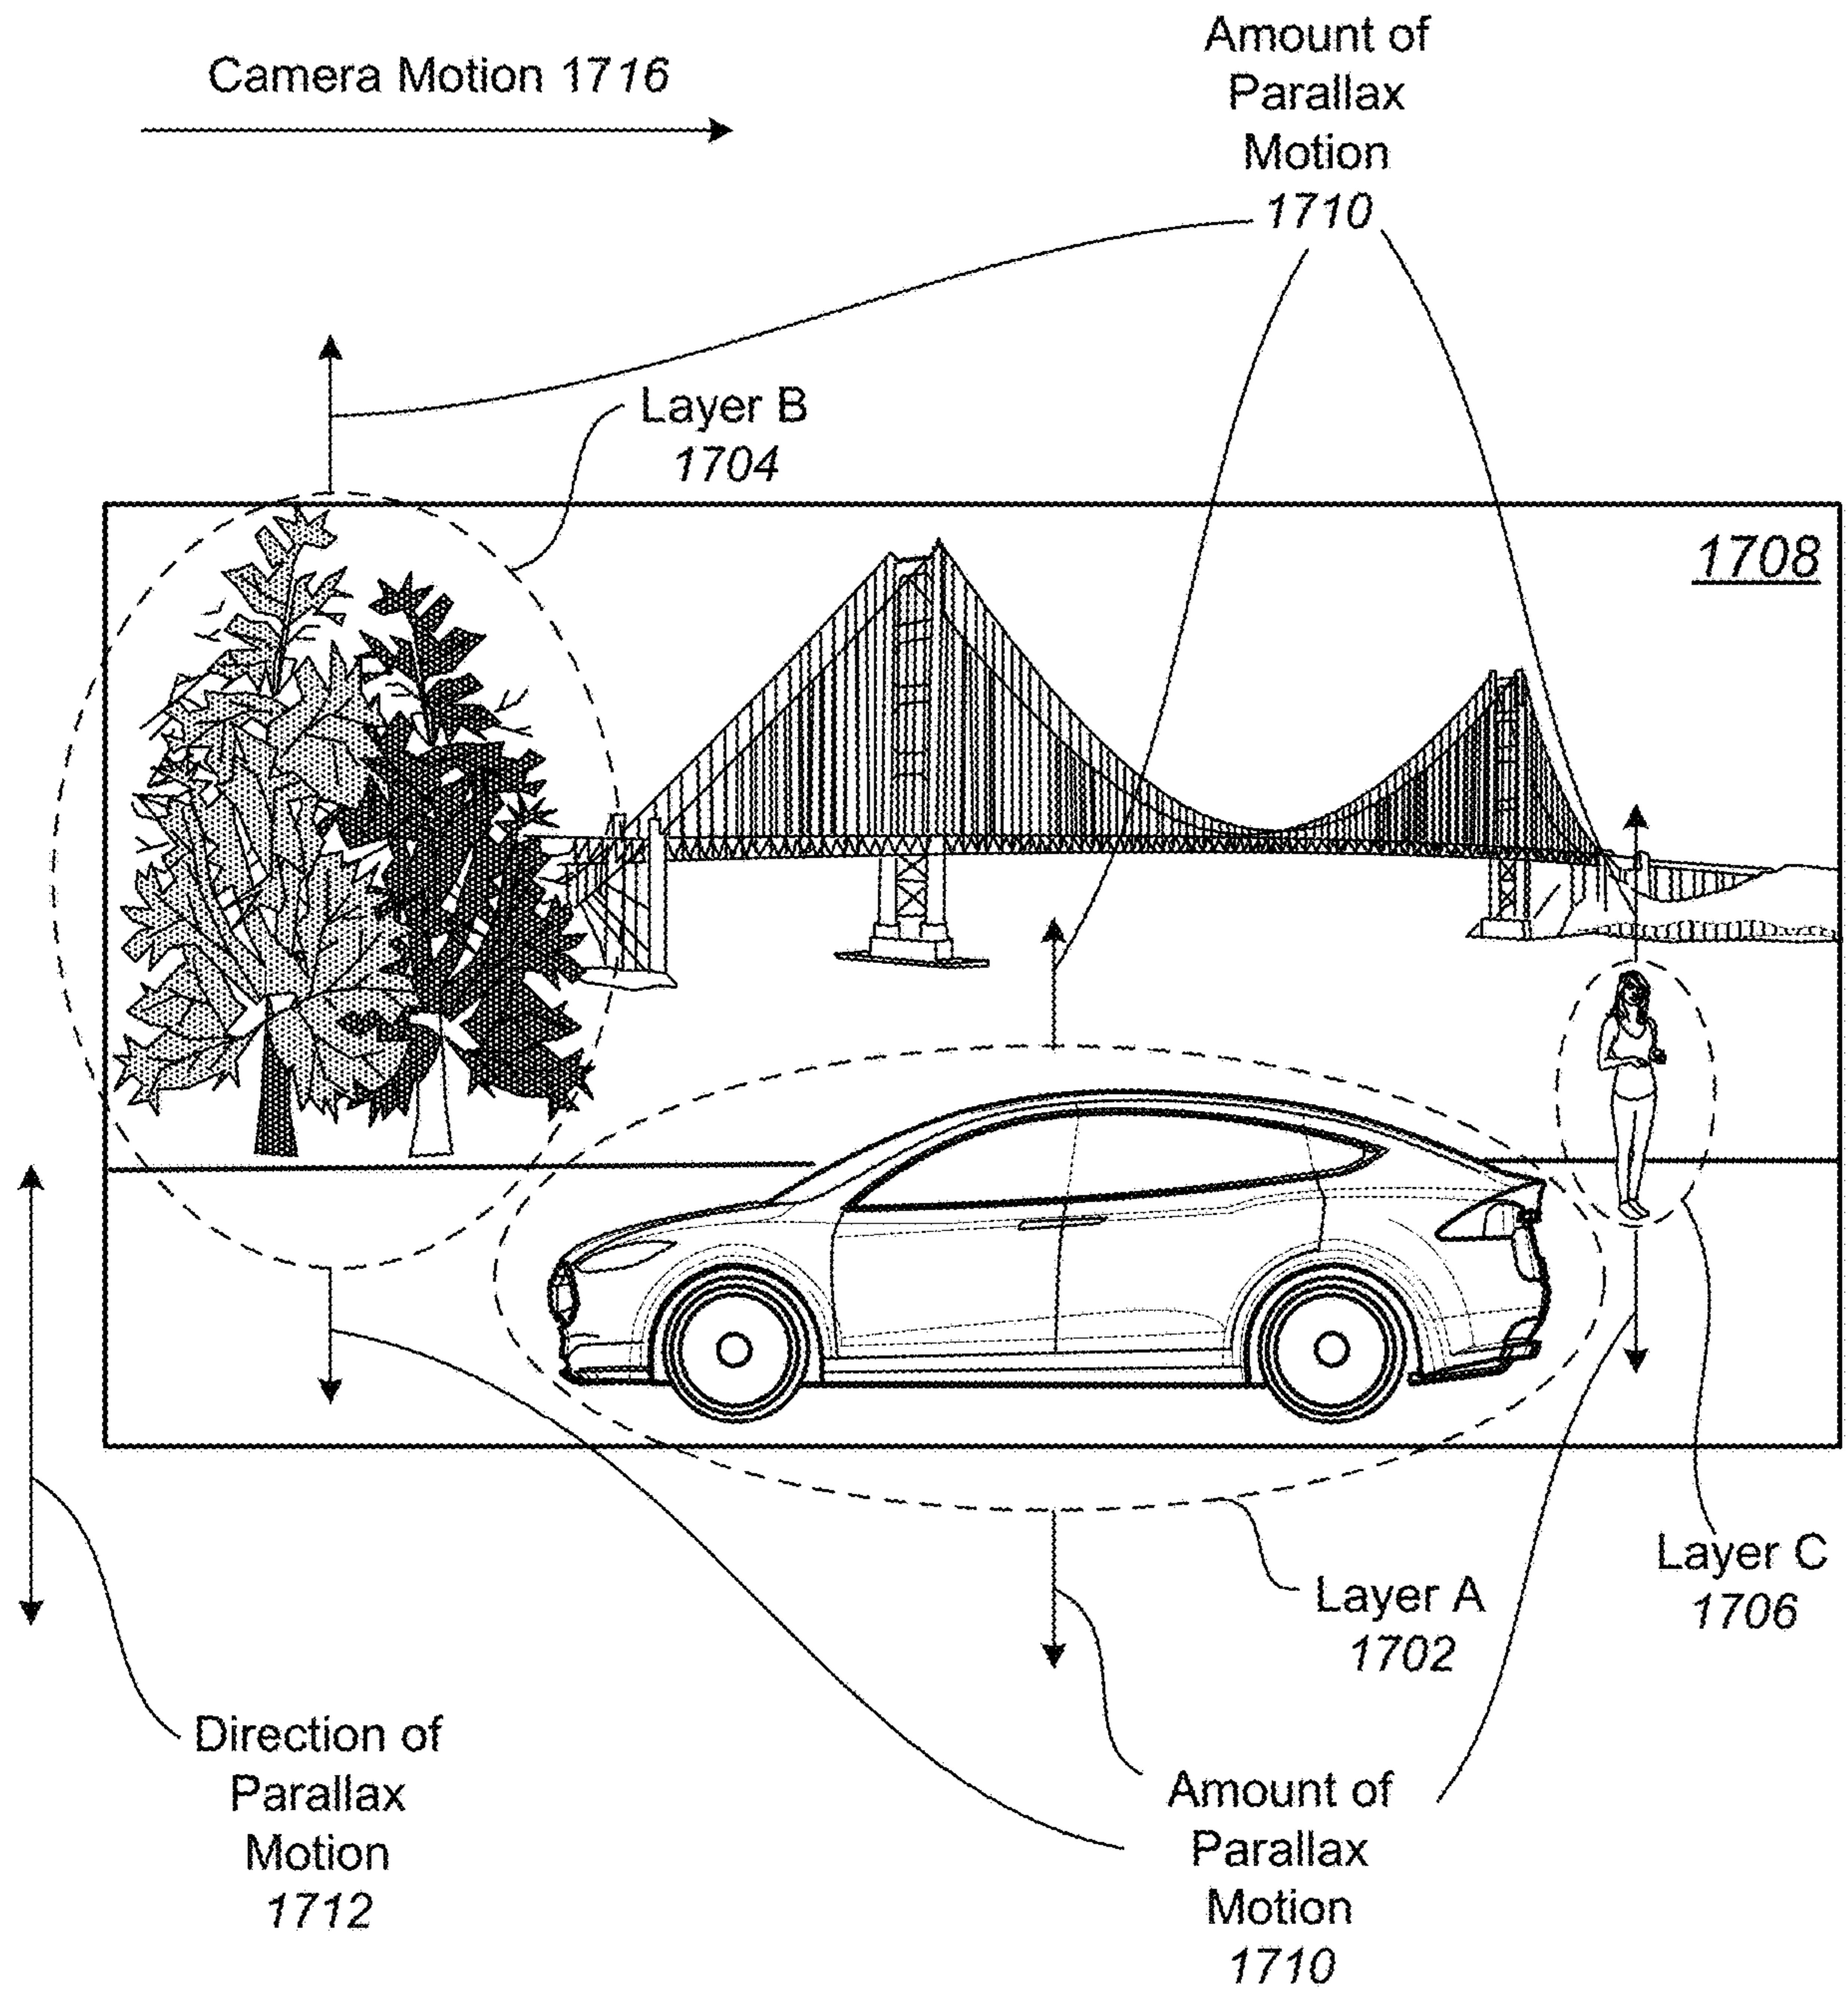 Camera Motion 1716
Amount of
Parallax
Motion
1710
Layer B
1704
1708
Layer C
1706
Layer A
1702
Direction of
Parallax
Motion
1712
Amount of
Parallax
Motion
1710